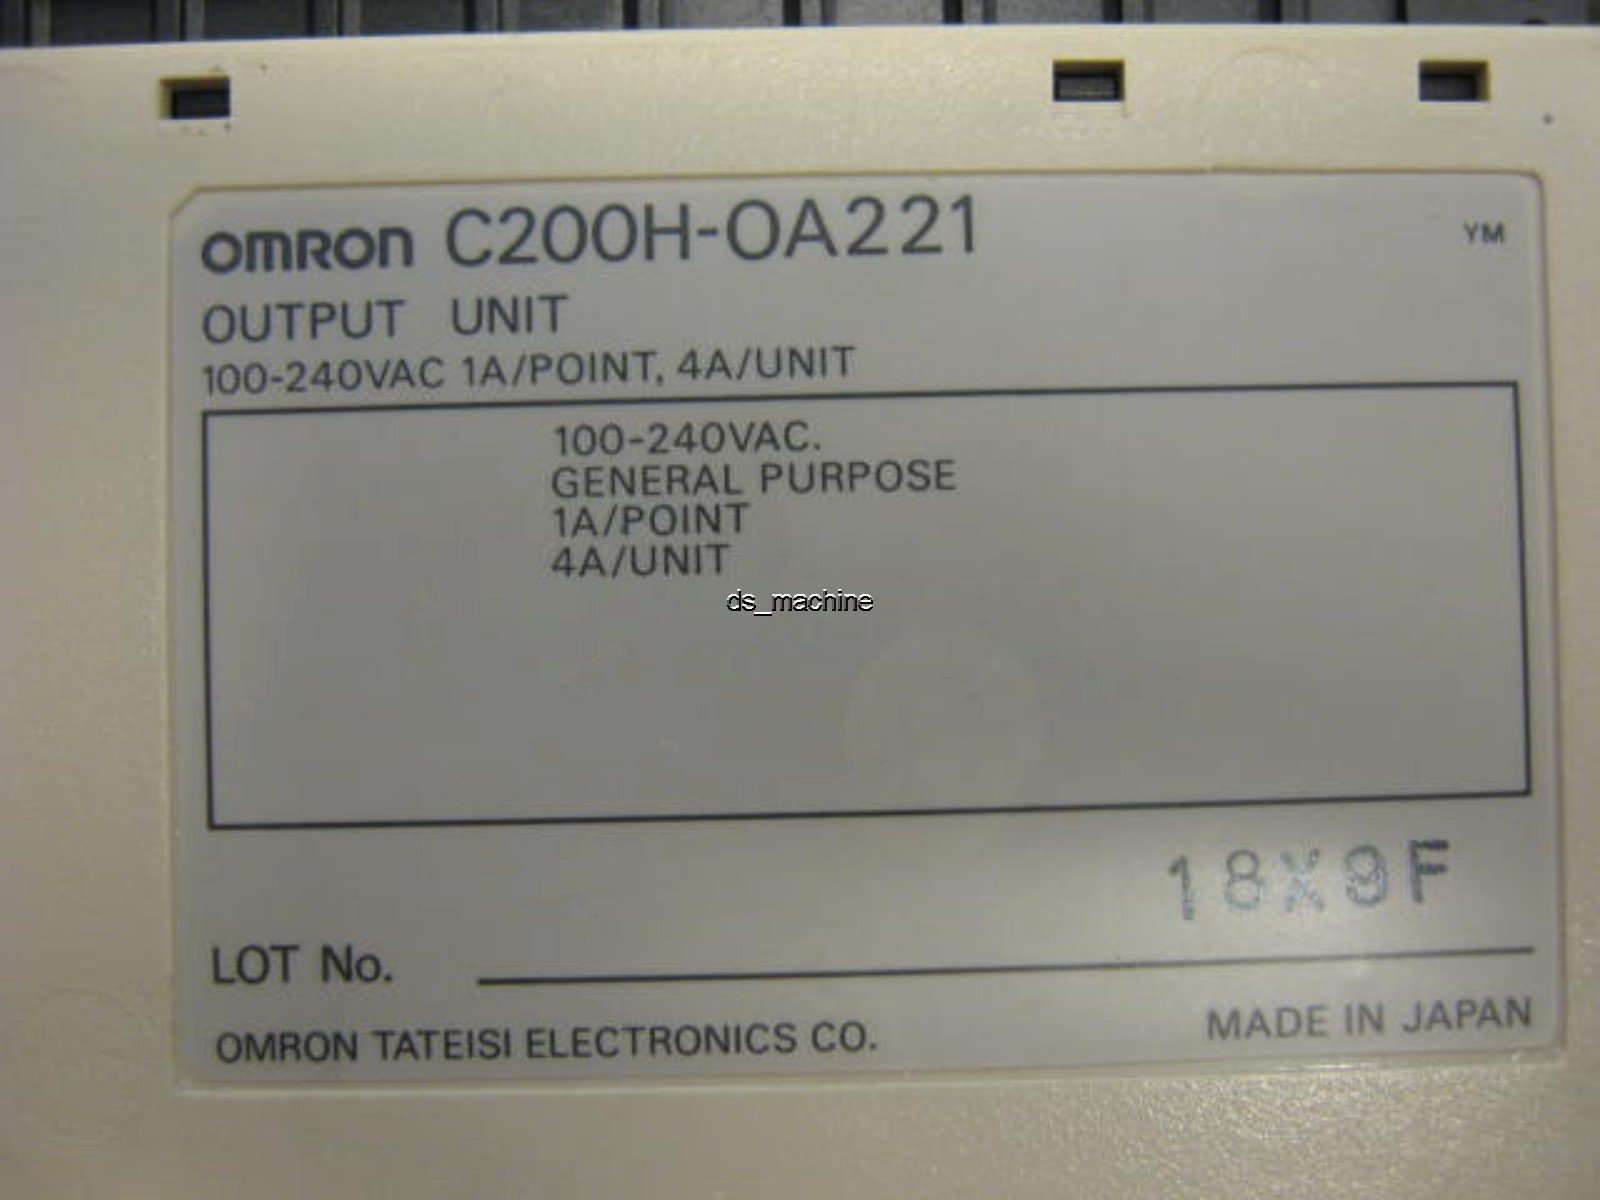 OMRON C200H-OA221
YM
OUTPUT UNIT
100-240VAC 1A/POINT, 4A/UNIT
100-240VAC.
GENERAL PURPOSE
1A/POINT
4A/UNIT
ds_machine
18X9F
LOT No.
OMRON TATEISI ELECTRONICS CO.
MADE IN JAPAN